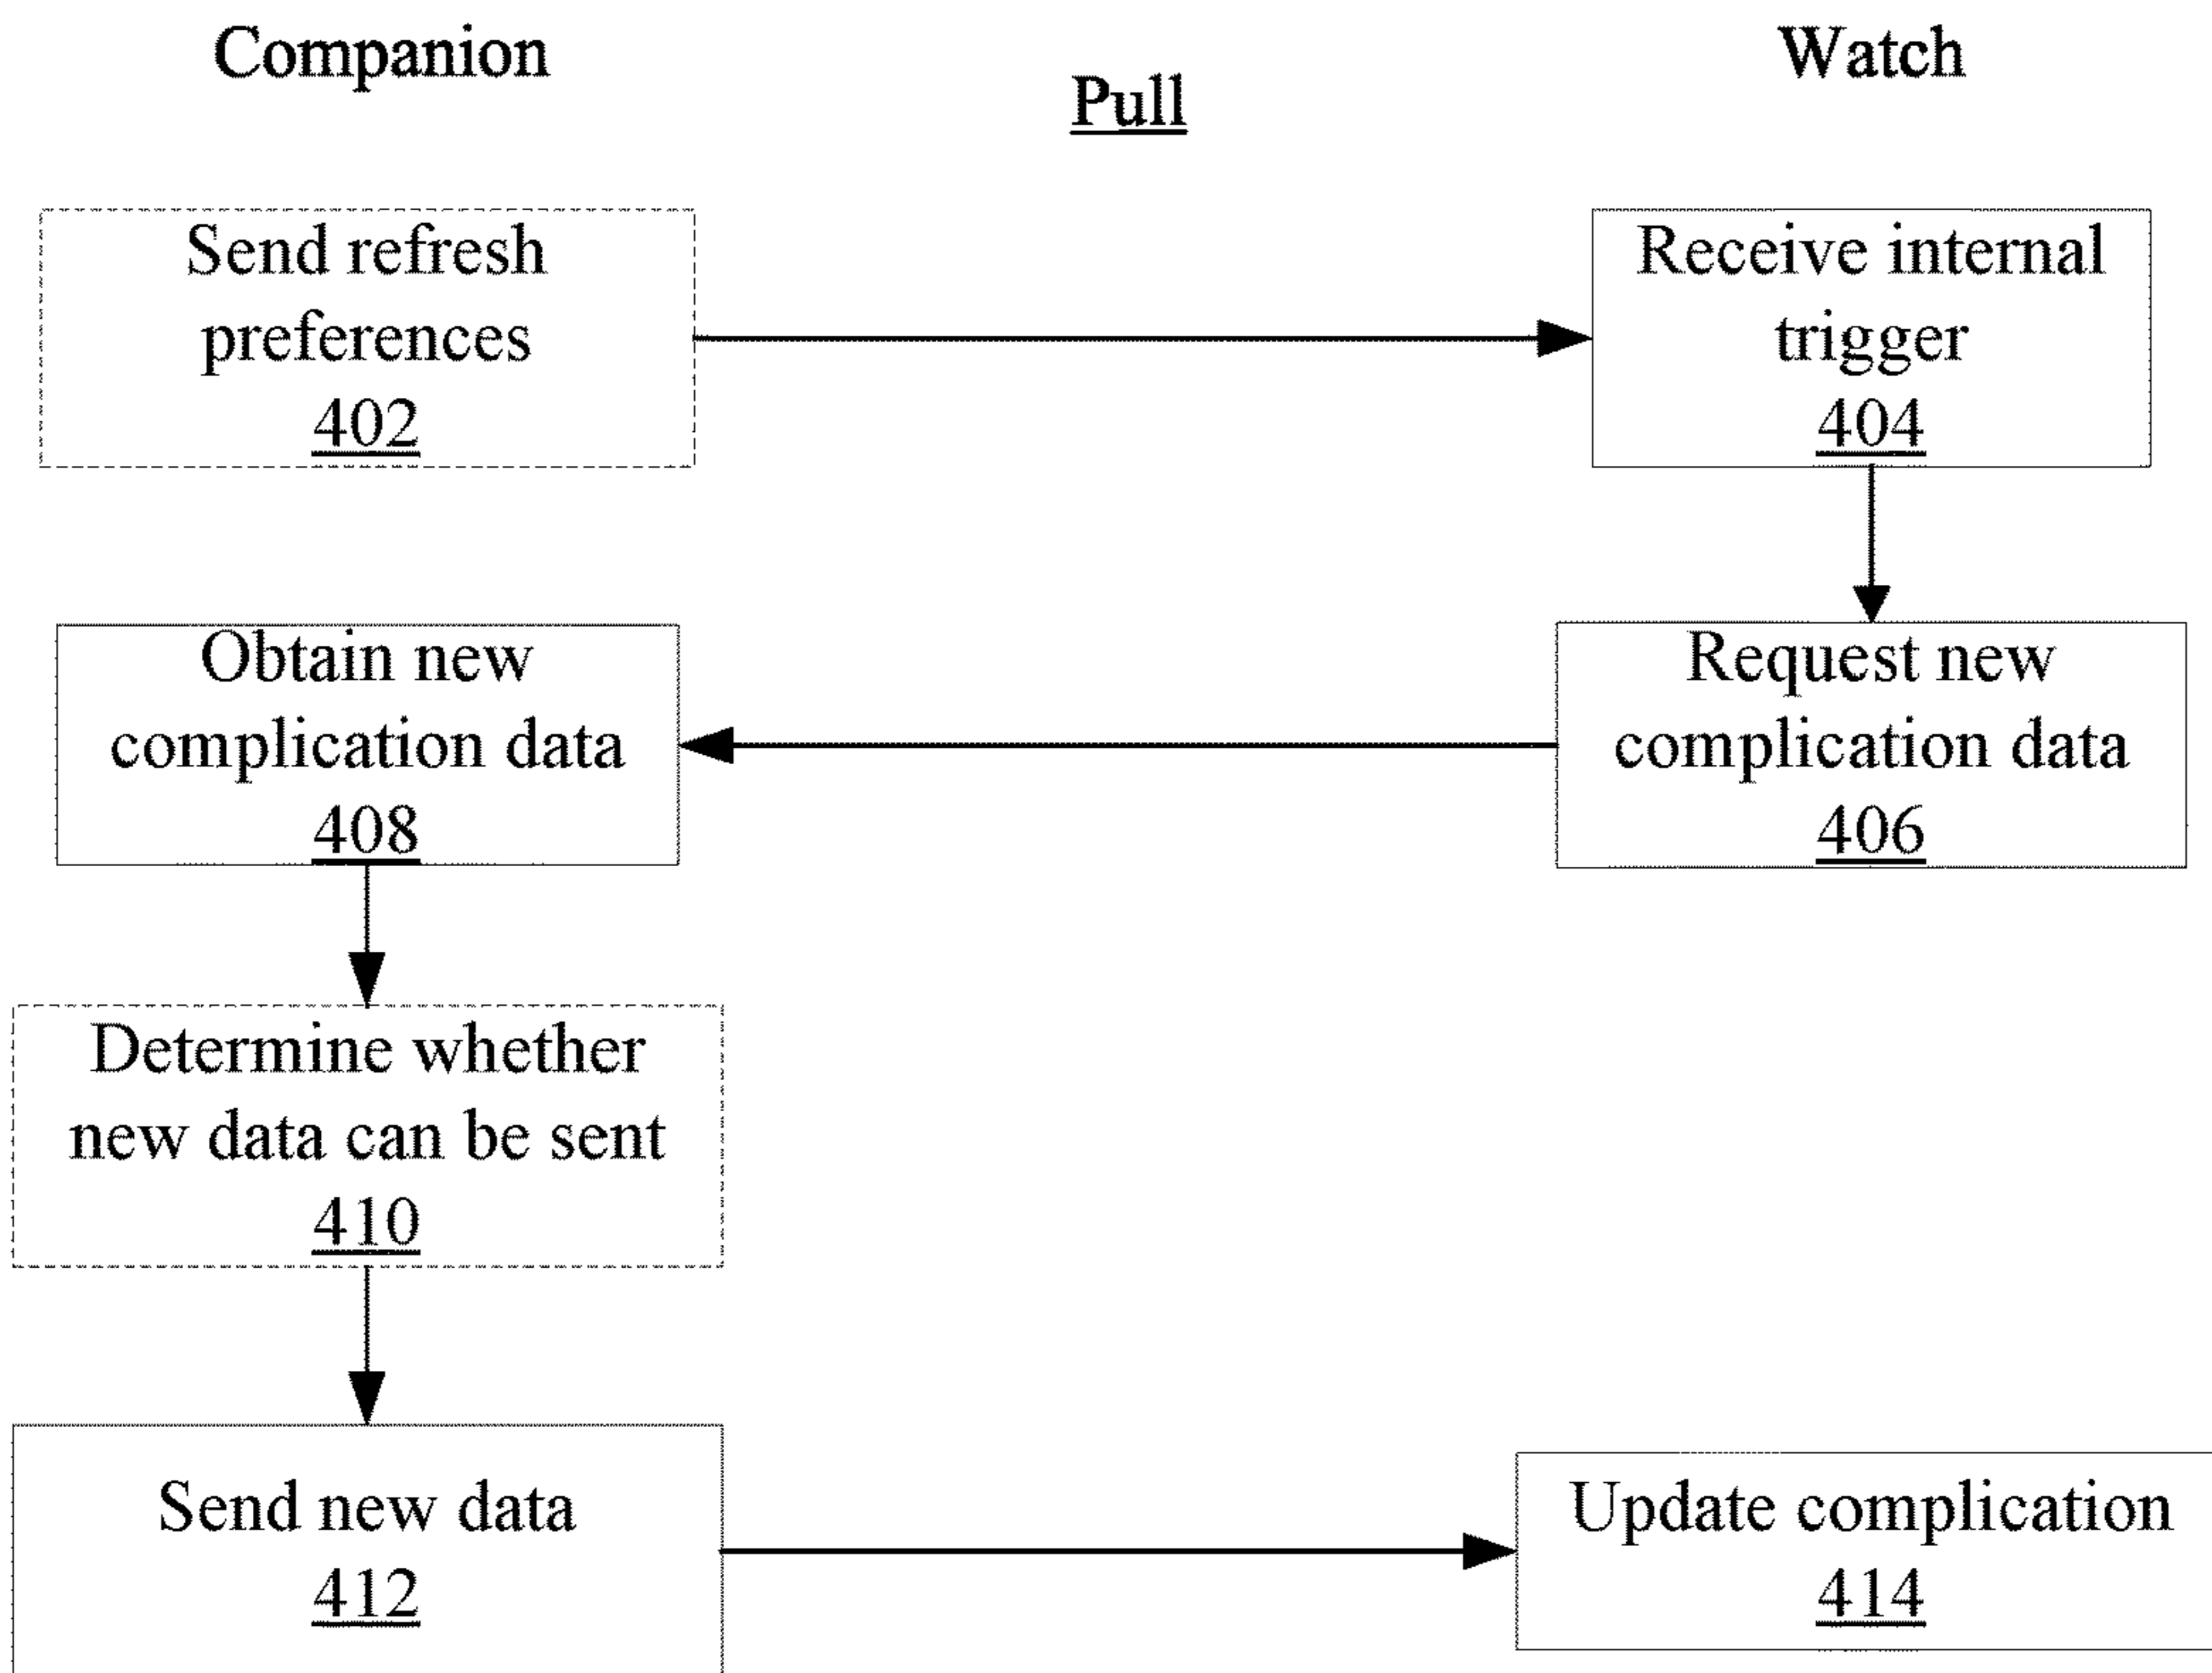 Companion
Pull
Watch
Send refresh
preferences
402
Receive internal
trigger
404
Obtain new
complication data
408
Request new
complication data
406
Determine whether
new data can be sent
410
Send new data
412
Update complication
414